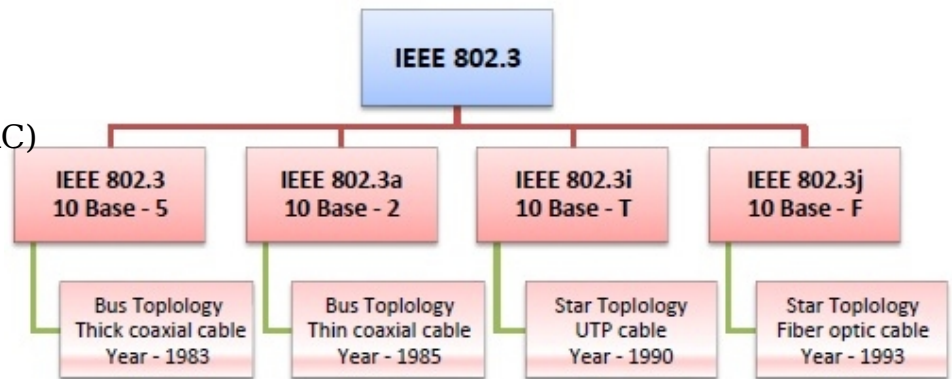 IEEE 802.3
C)
IEEE 802.3
10 Base - 5
IEEE 802.3a
10 Base - 2
IEEE 802.3i
10 Base - T
IEEE 802.3j
10 Base - F
Bus Toplology
Thick coaxial cable
Year - 1983
Bus Toplology
Thin coaxial cable
Year - 1985
Star Toplology
UTP cable
Year - 1990
Star Toplology
Fiber optic cable
Year - 1993